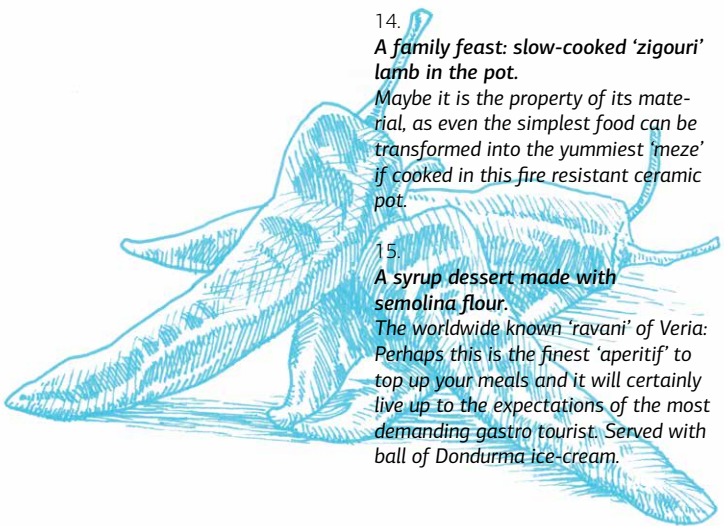 14.
A family feast: slow-cooked ‘zigouri’
lamb in the pot.
Maybe it is the property of its mate-
rial, as even the simplest food can be
transformed into the yummiest ‘meze’
if cooked in this fire resistant ceramic
pot.
15.
A syrup dessert made with
semolina flour.
The worldwide known ‘ravani’ of Veria:
Perhaps this is the finest ‘aperitif’ to
top up your meals and it will certainly
live up to the expectations of the most
demanding gastro tourist. Served with
ball of Dondurma ice-cream.